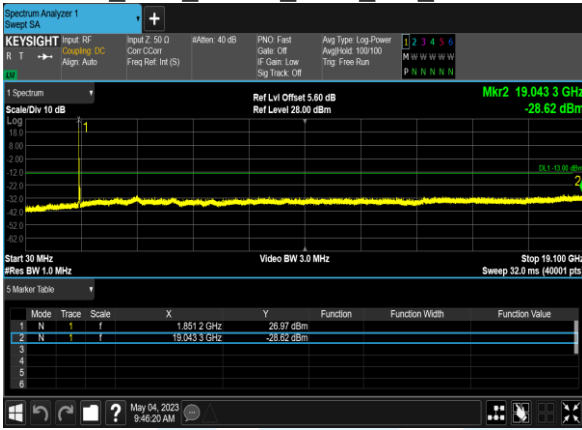 Spectrum Analyzer 1
Swept SA
+
KEYSIGHT Input: RF Input Z: 50 Ω #Atten: 40 dB PNO: Fast Avg Type: Log-Power 1 2 3 4 5 6
R T Coupling: DC Corr CCorr Gate: Off Avg|Hold: 100/100 M W W W W W
Align: Auto Freq Ref: Int (S) IF Gain: Low Trig: Free Run
LU Sig Track: Off P N N N N N
1 Spectrum Ref Lvl Offset 5.60 dB Mkr2 19.043 3 GHz
Scale/Div 10 dB Ref Level 28.00 dBm -28.62 dBm
Log
1
18.0
8.00
-2.00
-12.0 DL1 -13.00 dBm
-22.0 2
-32.0
-42.0
-52.0
-62.0
Start 30 MHz Video BW 3.0 MHz Stop 19.100 GHz
#Res BW 1.0 MHz Sweep 32.0 ms (40001 pts
5 Marker Table
Mode Trace Scale X Y Function Function Width Function Value
1 N 1 f 1.851 2 GHz 26.97 dBm
2 N 1 f 19.043 3 GHz -28.62 dBm
3
4
5
6
? May 04, 2023
9:46:20 AM